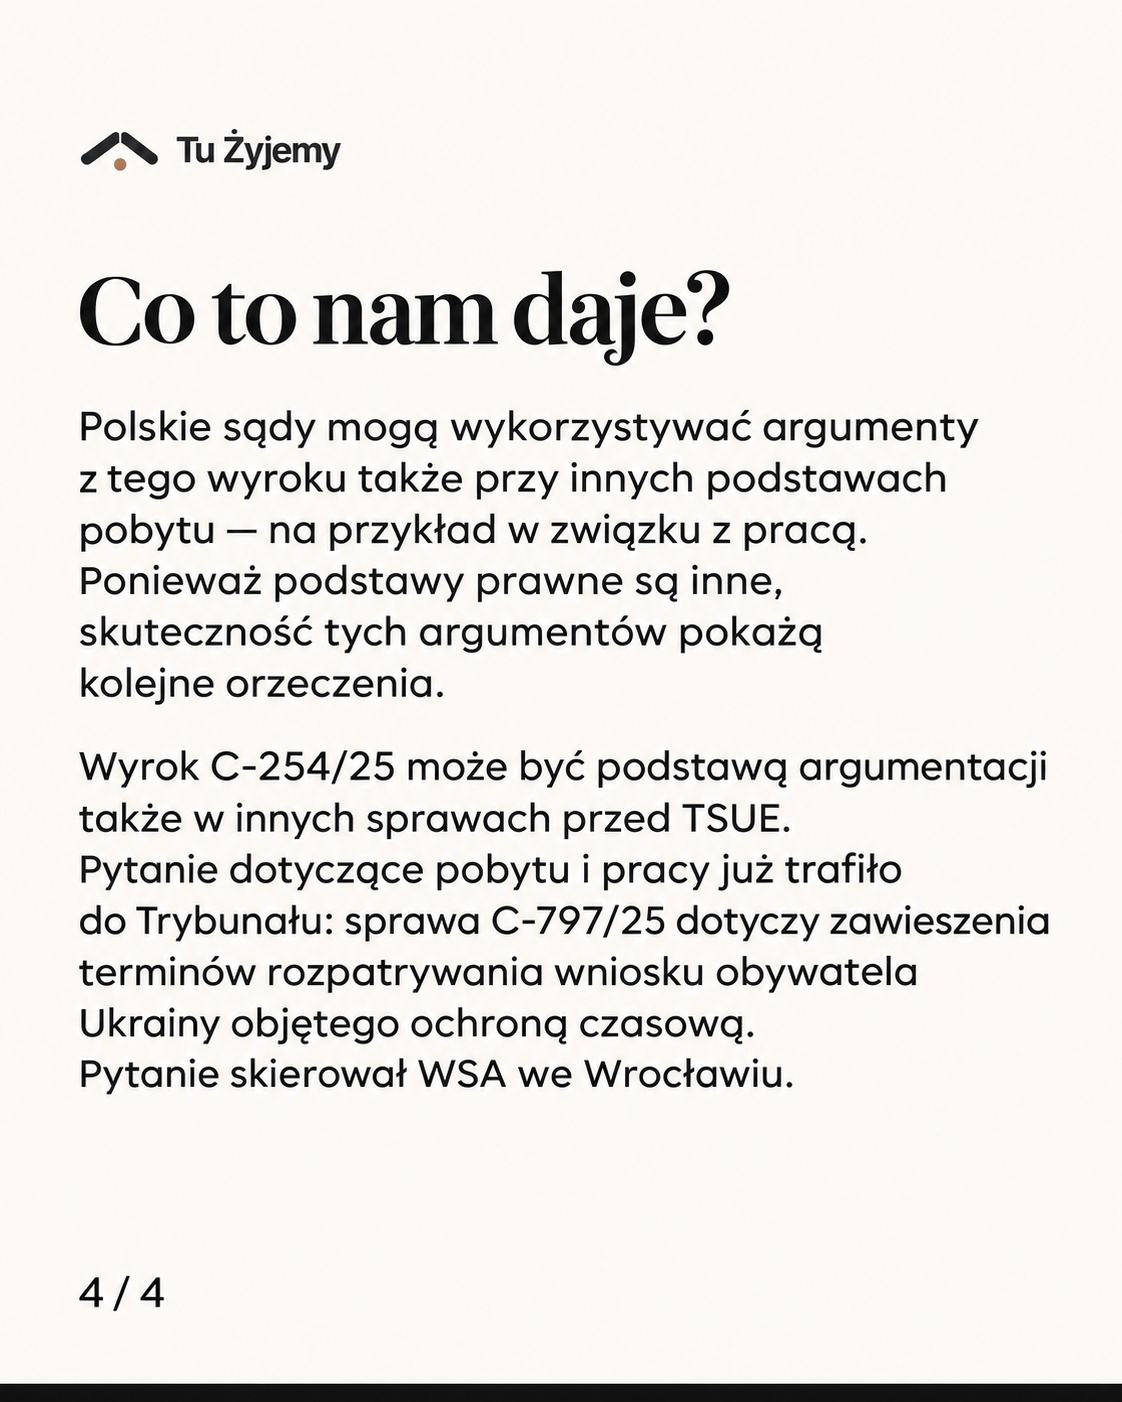 Tu Żyjemy
Co to nam daje?
Polskie sądy mogą wykorzystywać argumenty
z tego wyroku także przy innych podstawach
pobytu — na przykład w związku z pracą.
Ponieważ podstawy prawne są inne,
skuteczność tych argumentów pokażą
kolejne orzeczenia.
Wyrok C-254/25 może być podstawą argumentacji
także w innych sprawach przed TSUE.
Pytanie dotyczące pobytu i pracy już trafiło
do Trybunału: sprawa C-797/25 dotyczy zawieszenia
terminów rozpatrywania wniosku obywatela
Ukrainy objętego ochroną czasową.
Pytanie skierował WSA we Wrocławiu.
4 / 4